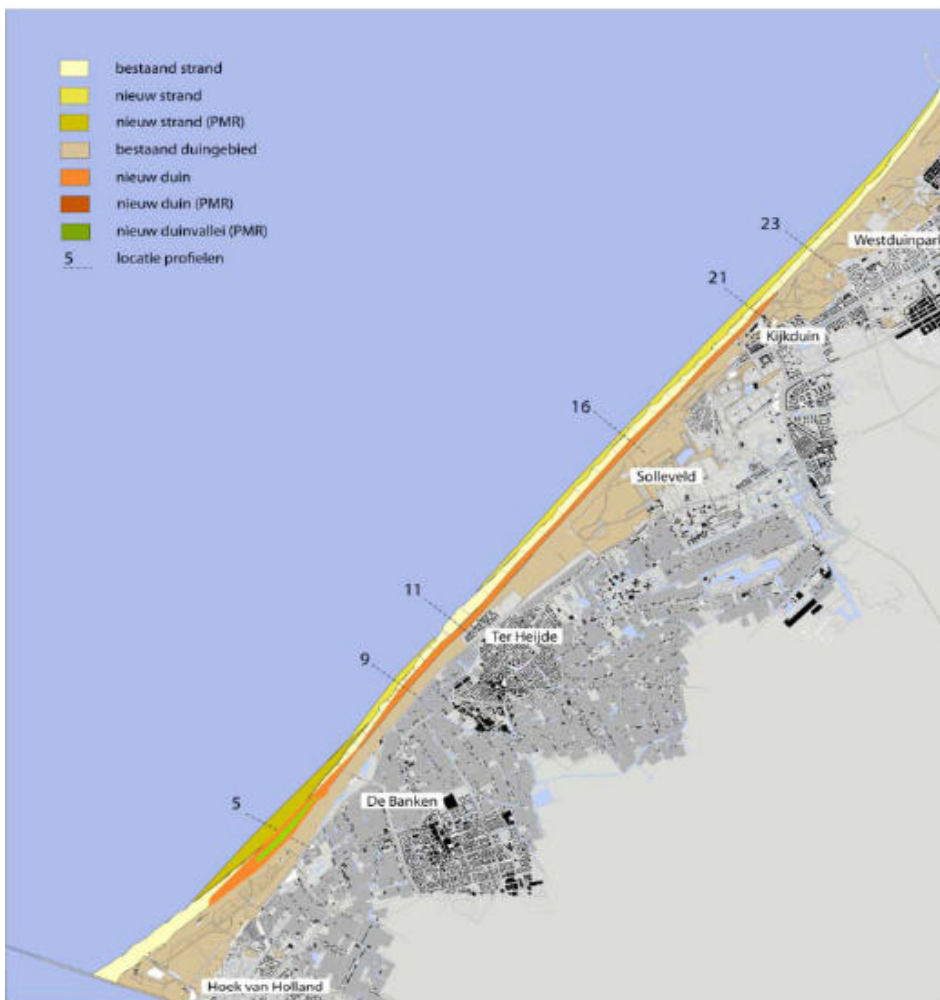 bestaand strand
nieuw strand
nieuw strand (PMR)
bestaand duingebied
nieuw duin
nieuw duin (PMR)
nieuw duinvallei (PMR)
5 locatie profielen
23
Westduinpark
21
Kijkduin
16
Solleveld
11
Ter Heijde
9
De Banken
5
Hoek van Holland